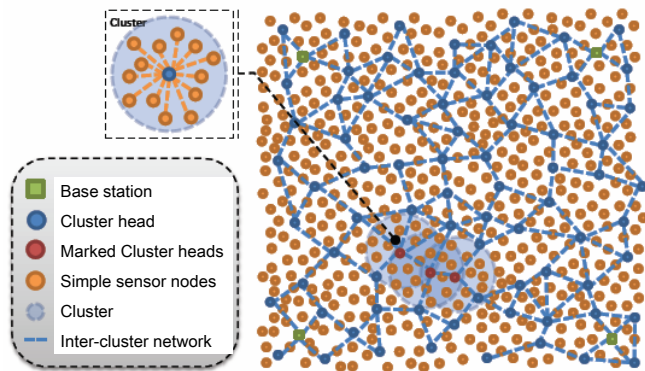 Cluster
Base station
Cluster head
Marked Cluster heads
Simple sensor nodes
Cluster
Inter-cluster network